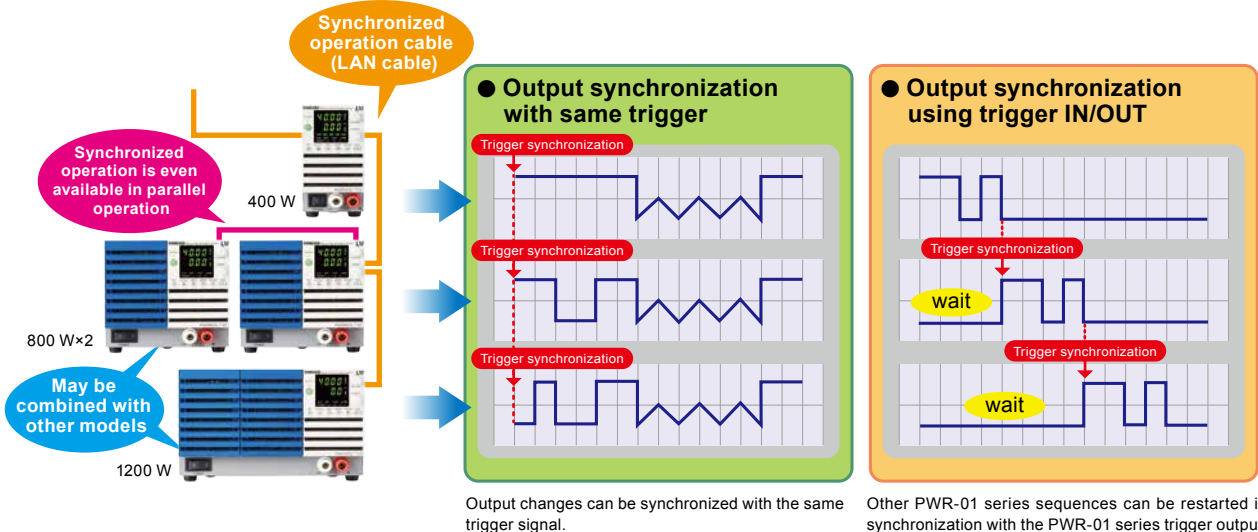 Synchronized
operation cable
(LAN cable)
Synchronized
operation is even
available in parallel
operation
400 W
800 W×2
May be
combined with
other models
1200 W
● Output synchronization
with same trigger
Trigger synchronization
Trigger synchronization
Trigger synchronization
Output changes can be synchronized with the same
trigger signal.
● Output synchronization
using trigger IN/OUT
Trigger synchronization
wait
Trigger synchronization
wait
Other PWR-01 series sequences can be restarted i
synchronization with the PWR-01 series trigger outpu